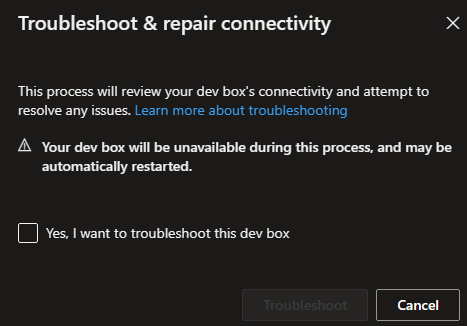 Troubleshoot & repair connectivity
This process will review your dev box's connectivity and attempt to
resolve any issues. Learn more about troubleshooting
Your dev box will be unavailable during this process, and may be
automatically restarted.
Yes, I want to troubleshoot this dev box
Troubleshoot
Cancel